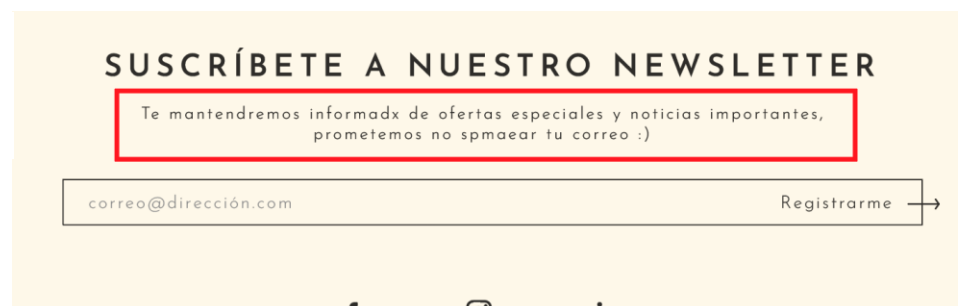 SUSCRÍBETE A NUESTRO NEWSLETTER
Te mantendremos informadx de ofertas especiales y noticias importantes,
prometemos no spmaear tu correo :)
correo@dirección.com Registrarme